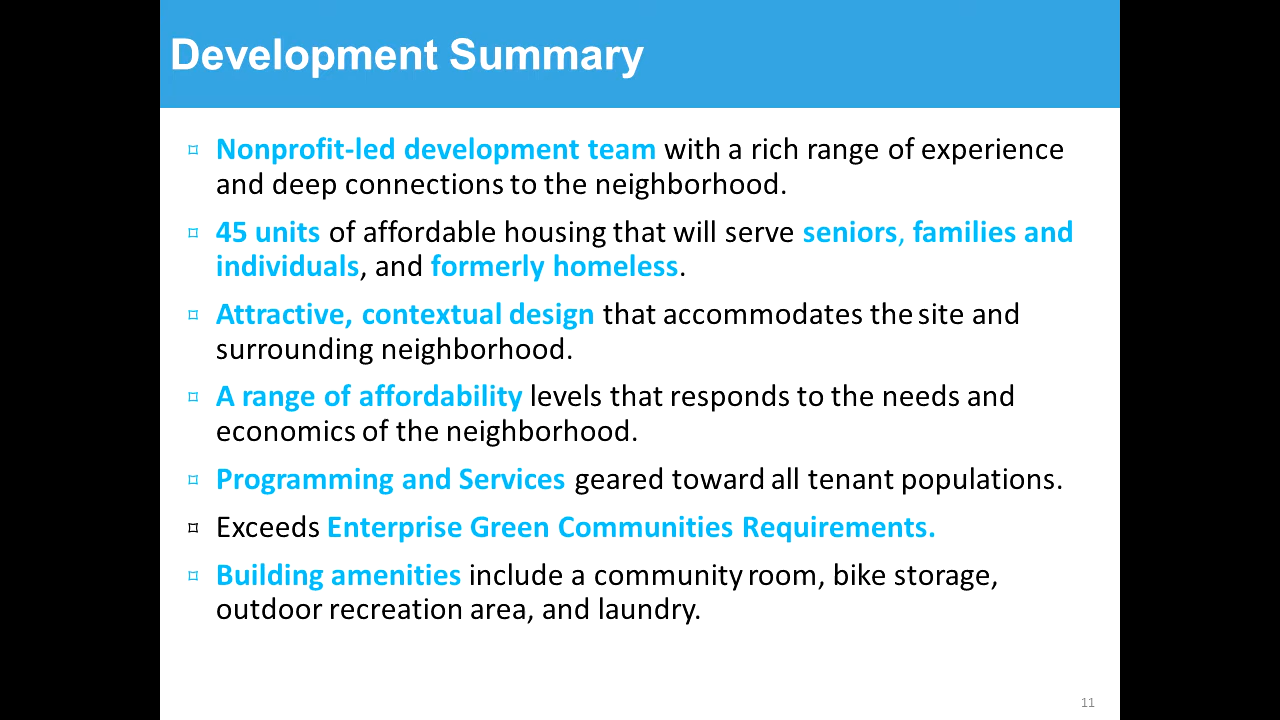 Development Summary
¤ Nonprofit-led development team with a rich range of experience
and deep connections to the neighborhood.
¤ 45 units of affordable housing that will serve seniors, families and
individuals, and formerly homeless.
¤ Attractive, contextual design that accommodates the site and
surrounding neighborhood.
¤ A range of affordability levels that responds to the needs and
economics of the neighborhood.
¤ Programming and Services geared toward all tenant populations.
¤ Exceeds Enterprise Green Communities Requirements.
¤ Building amenities include a community room, bike storage,
outdoor recreation area, and laundry.
11